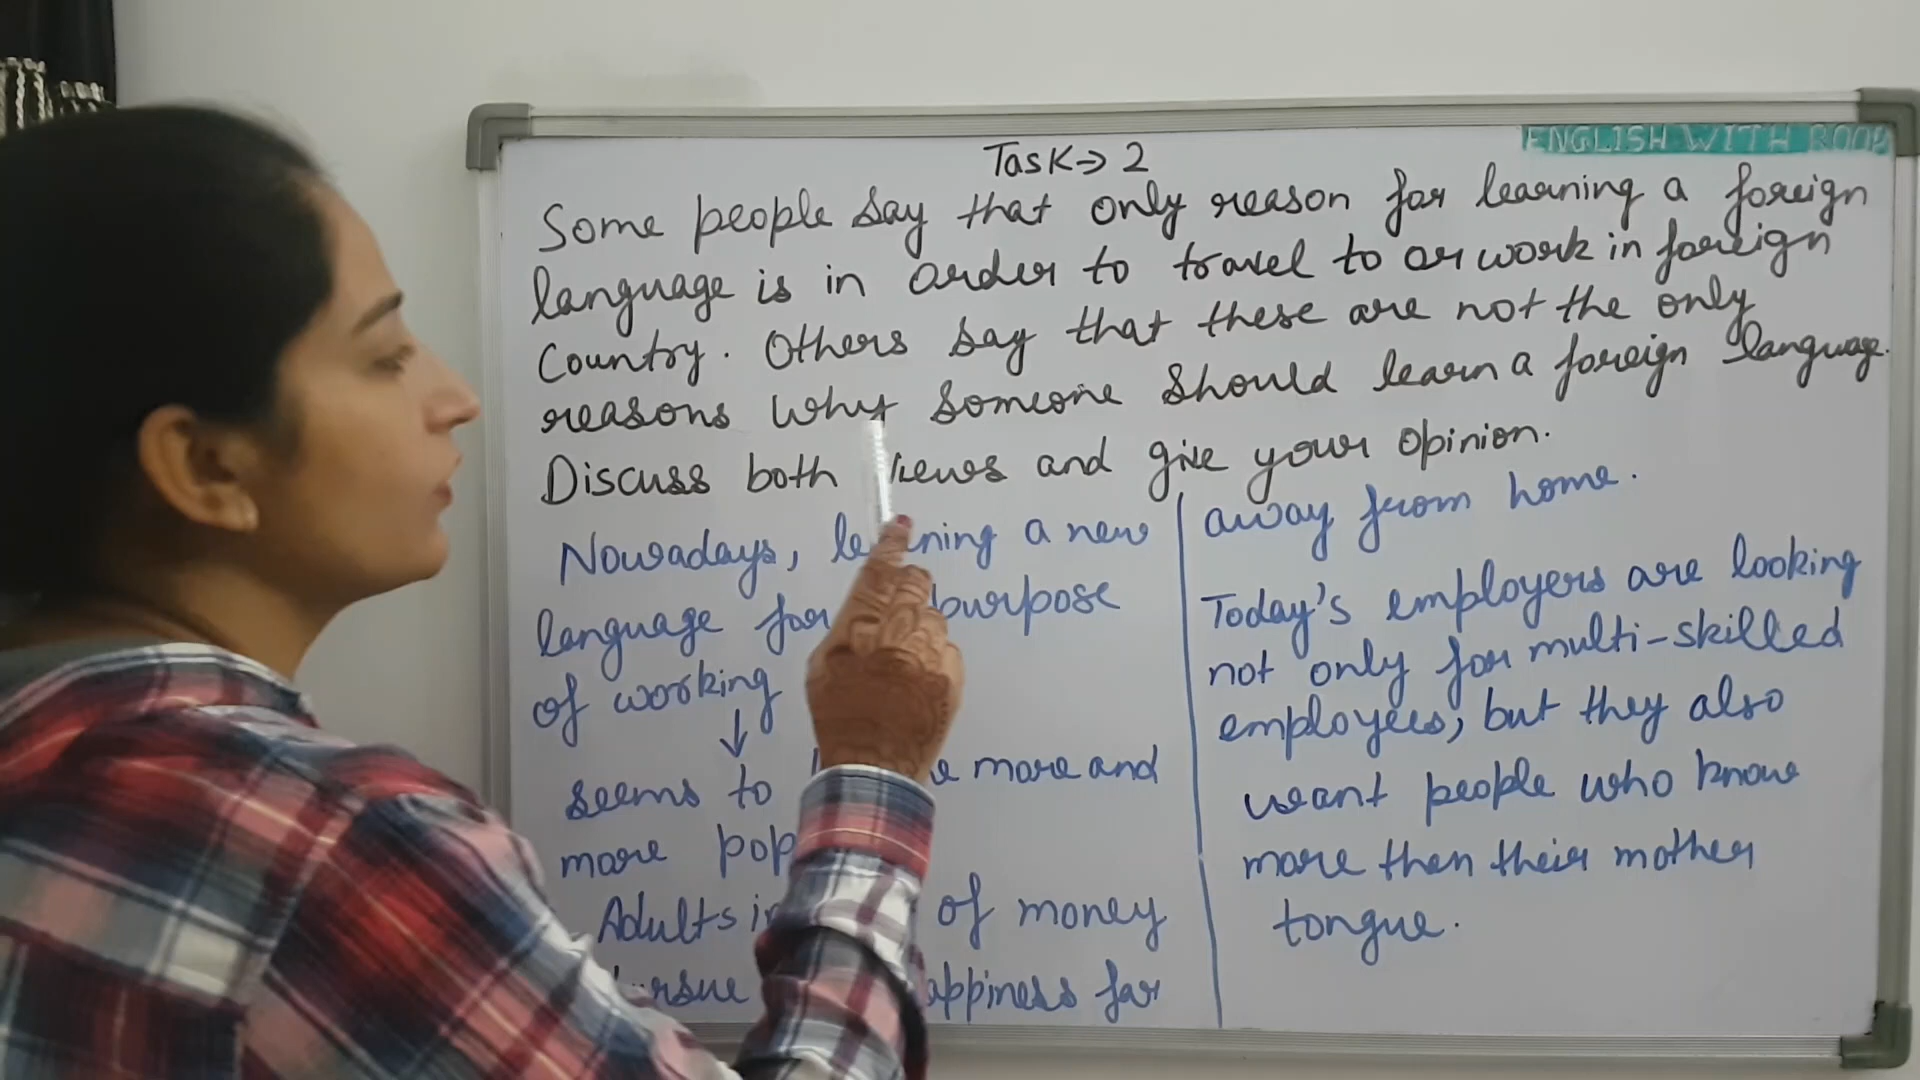 ENGLISH WITH ROOP
Task → 2
Some people say that only reason for learning a foreign
language is in order to travel to or work in foreign
Country. Others say that these are not the only
reasons why someone should learn a foreign language.
Discuss both views and give your opinion.
Nowadays, learning a new
language for purpose
of working
↓
seems to more and
more
Adults of money
far
away from home.
Today's employers are looking
not only for multi-skilled
employees, but they also
want people who know
more then their mother
tongue.